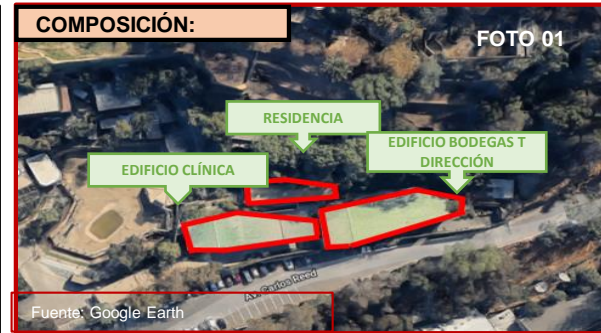 COMPOSICIÓN:
FOTO 01
RESIDENCIA
EDIFICIO BODEGAS T
DIRECCIÓN
EDIFICIO CLÍNICA
Av. Carlos Reed
Fuente: Google Earth